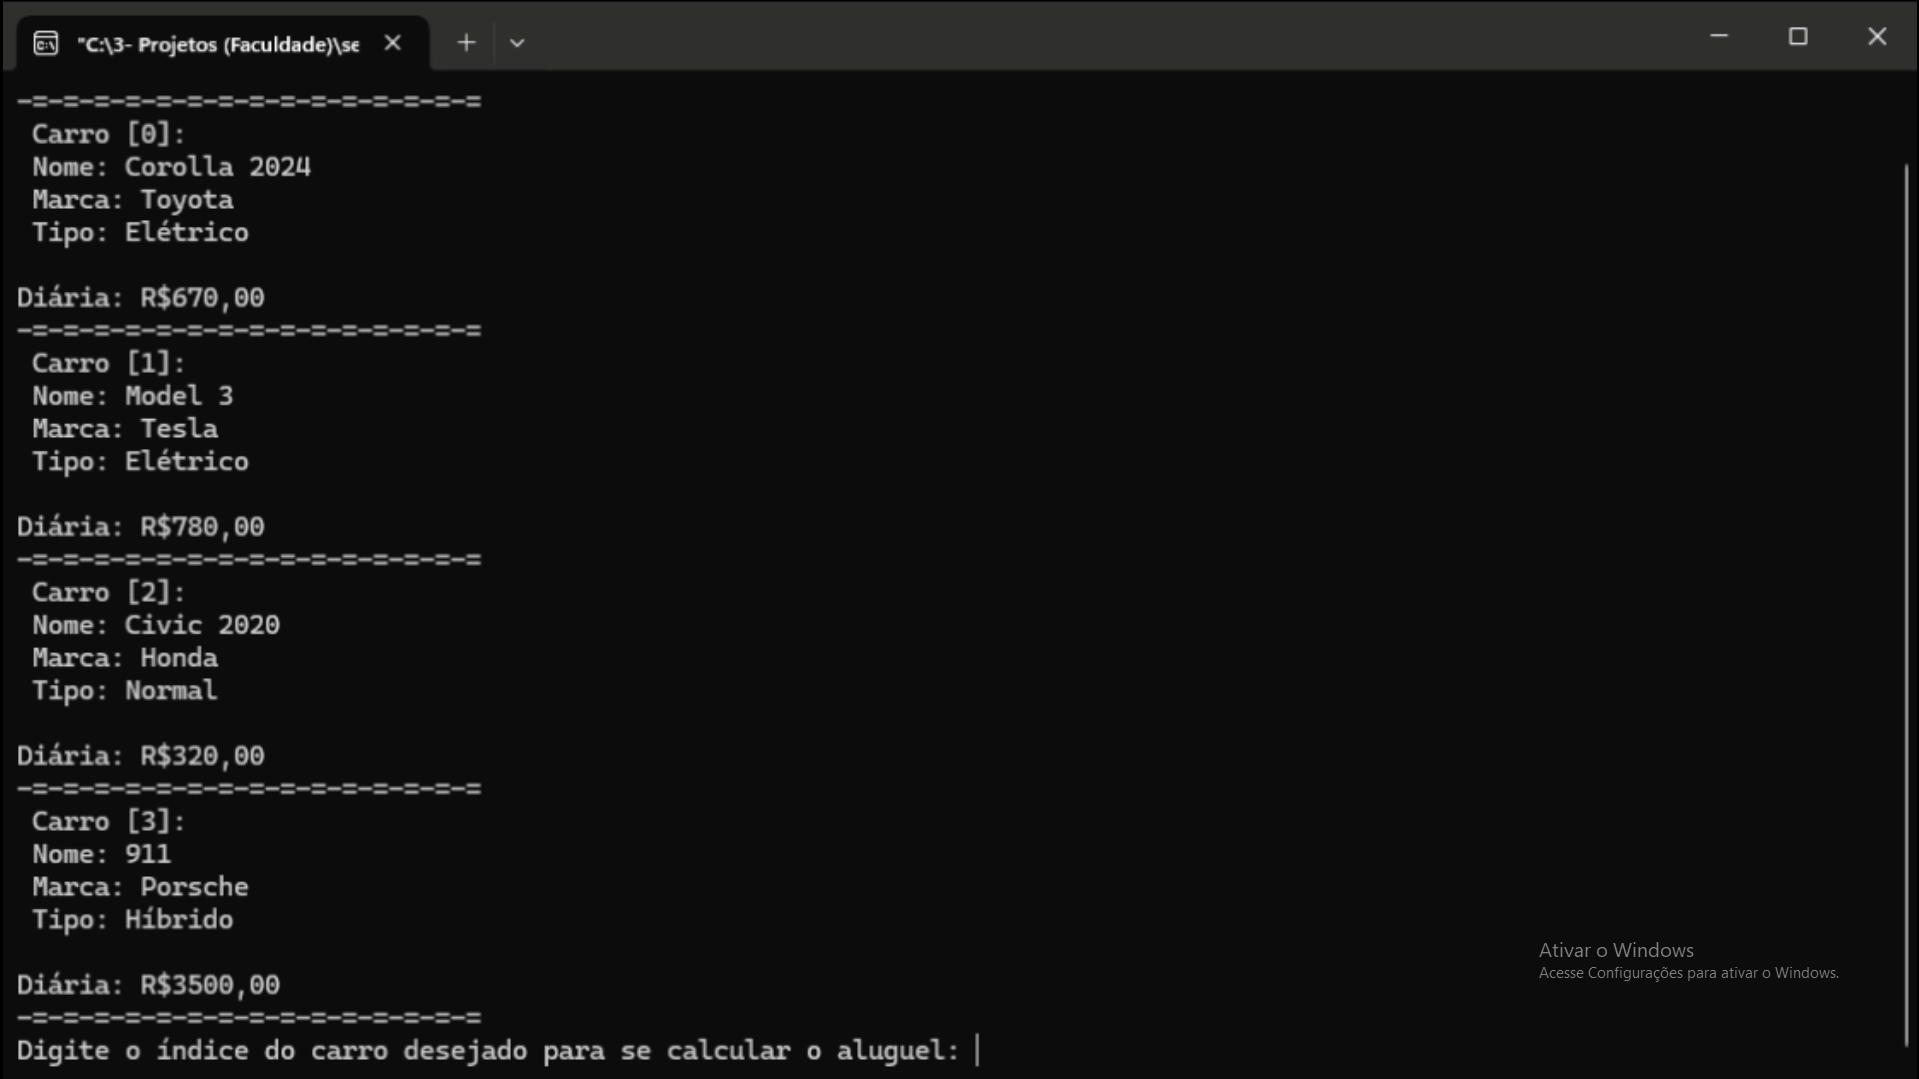 "C:\3- Projetos (Faculdade)\se
-=-=-=-=-=-=-=-=-=-=-=-=-=-=-=
Carro [0]:
Nome: Corolla 2024
Marca: Toyota
Tipo: Elétrico
Diária: R$670,00
-=-=-=-=-=-=-=-=-=-=-=-=-=-=-=
Carro [1]:
Nome: Model 3
Marca: Tesla
Tipo: Elétrico
Diária: R$780,00
-=-=-=-=-=-=-=-=-=-=-=-=-=-=-=
Carro [2]:
Nome: Civic 2020
Marca: Honda
Tipo: Normal
Diária: R$320,00
-=-=-=-=-=-=-=-=-=-=-=-=-=-=-=
Carro [3]:
Nome: 911
Marca: Porsche
Tipo: Híbrido
Diária: R$3500,00
-=-=-=-=-=-=-=-=-=-=-=-=-=-=-=
Digite o índice do carro desejado para se calcular o aluguel:
Ativar o Windows
Acesse Configurações para ativar o Windows.